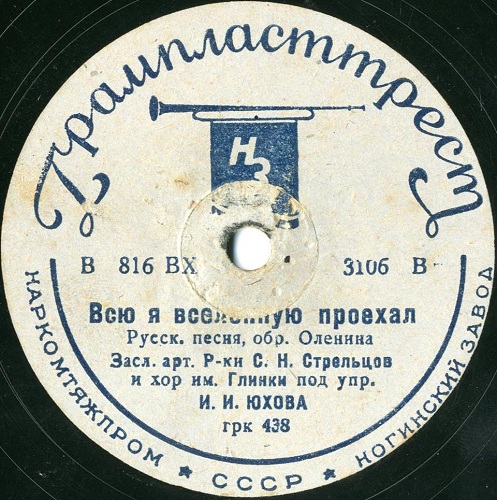 Грампласттрест
НЗ
В 816 ВХ 3106 В
Всю я вселенную проехал
Русск. песня, обр. Оленина
Засл. арт. Р-ки С. Н. Стрельцов
и хор им. Глинки под упр.
И. И. ЮХОВА
грк 438
НАРКОМТЯЖПРОМ ★ СССР ★ НОГИНСКИЙ ЗАВОД